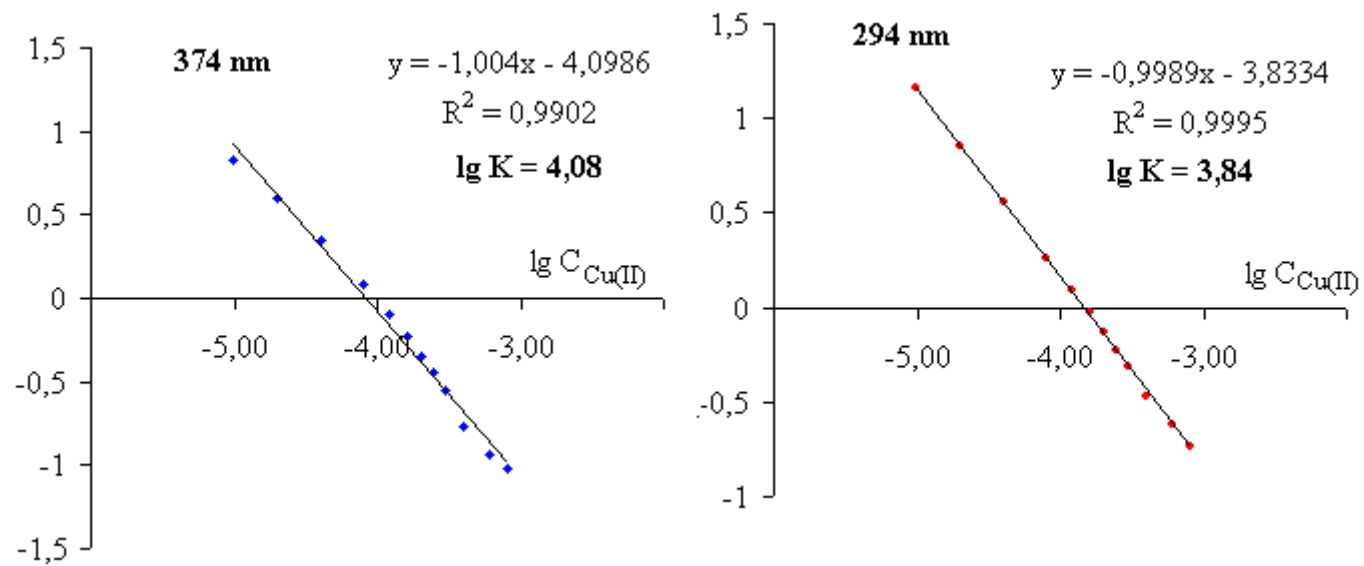 374 nm
y = -1,004x - 4,0986
R² = 0,9902
lg K = 4,08
lg C Cu(II)
1,5
1
0,5
0
-0,5
-1
-1,5
-5,00
-4,00
-3,00
294 nm
y = -0,9989x - 3,8334
R² = 0,9995
lg K = 3,84
lg C Cu(II)
1,5
1
0,5
0
-0,5
-1
-5,00
-4,00
-3,00